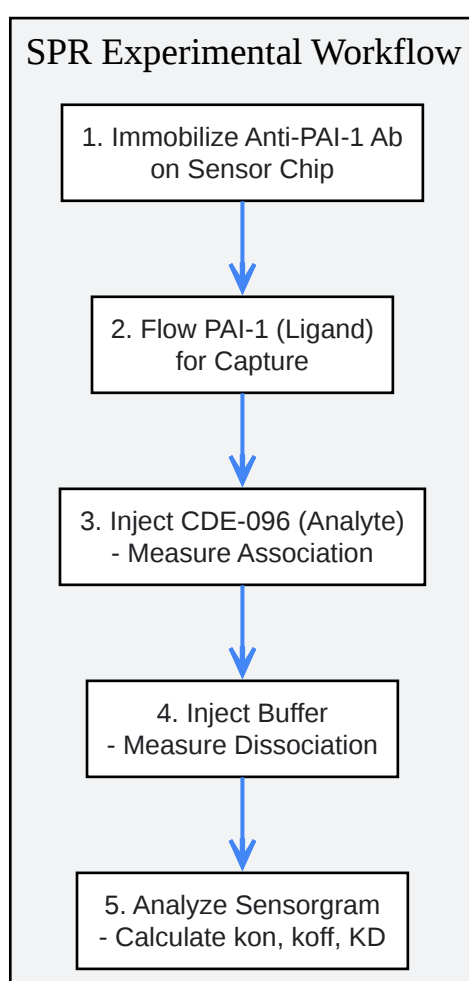 SPR Experimental Workflow
1. Immobilize Anti-PAI-1 Ab
on Sensor Chip
2. Flow PAI-1 (Ligand)
for Capture
3. Inject CDE-096 (Analyte)
- Measure Association
4. Inject Buffer
- Measure Dissociation
5. Analyze Sensorgram
- Calculate kon, koff, KD